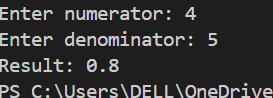 Enter numerator: 4
Enter denominator: 5
Result: 0.8
PS C:\Users\DELL\OneDrive